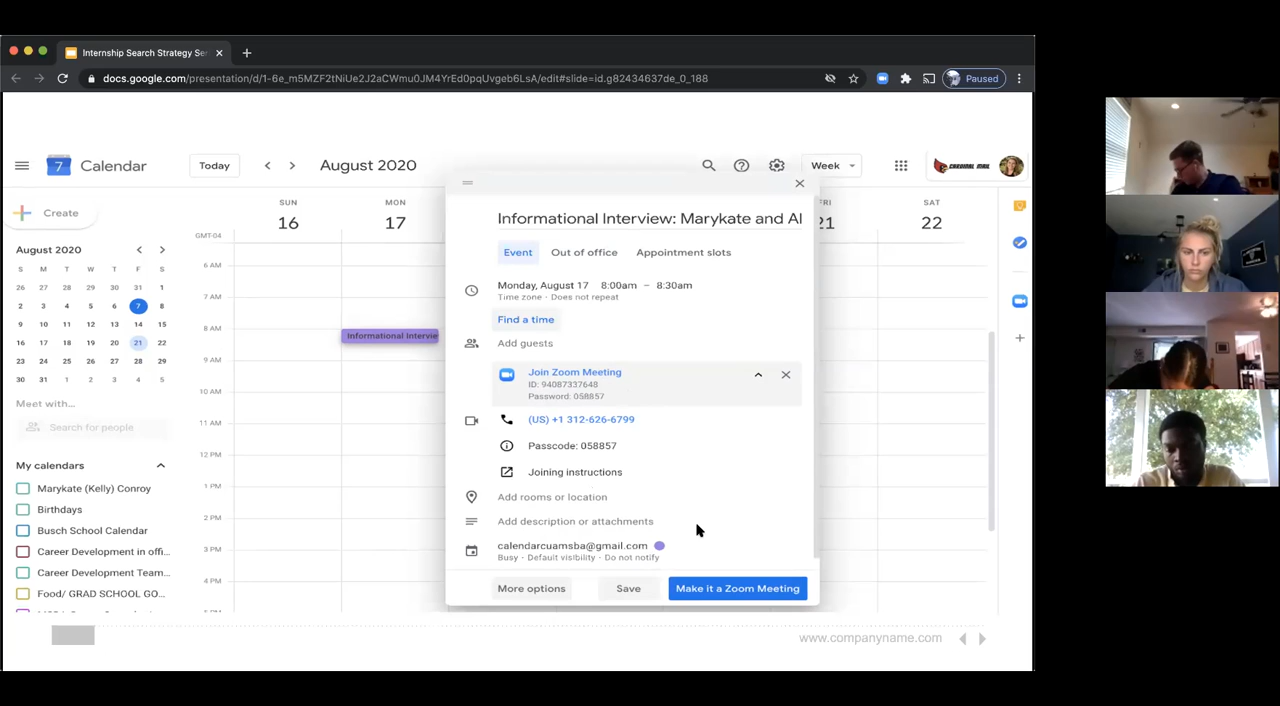 Internship Search Strategy Se
docs.google.com/presentation/d/1-6e_m5MZF2tNiUe2J2aCWmu0JM4YrEd0pqUvgeb6LsA/edit#slide=id.g82434637de_0_188
Paused
7
Calendar
Today
August 2020
Week
CARDINAL MAIL
Create
August 2020
S M T W T F S
26 27 28 29 30 31 1
2 3 4 5 6 7 8
9 10 11 12 13 14 15
16 17 18 19 20 21 22
23 24 25 26 27 28 29
30 31 1 2 3 4 5
Meet with...
Search for people
My calendars
Marykate (Kelly) Conroy
Birthdays
Busch School Calendar
Career Development in offi...
Career Development Team...
Food/ GRAD SCHOOL GO...
SUN
16
MON
17
FRI
21
SAT
22
GMT-04
6 AM
7 AM
8 AM
9 AM
10 AM
11 AM
12 PM
1 PM
2 PM
3 PM
4 PM
Informational Intervie
Informational Interview: Marykate and Al
Event
Out of office
Appointment slots
Monday, August 17 8:00am – 8:30am
Time zone · Does not repeat
Find a time
Add guests
Join Zoom Meeting
ID: 94087337648
Password: 058857
(US) +1 312-626-6799
Passcode: 058857
Joining instructions
Add rooms or location
Add description or attachments
calendarcuamsba@gmail.com
Busy · Default visibility · Do not notify
More options
Save
Make it a Zoom Meeting
www.companyname.com